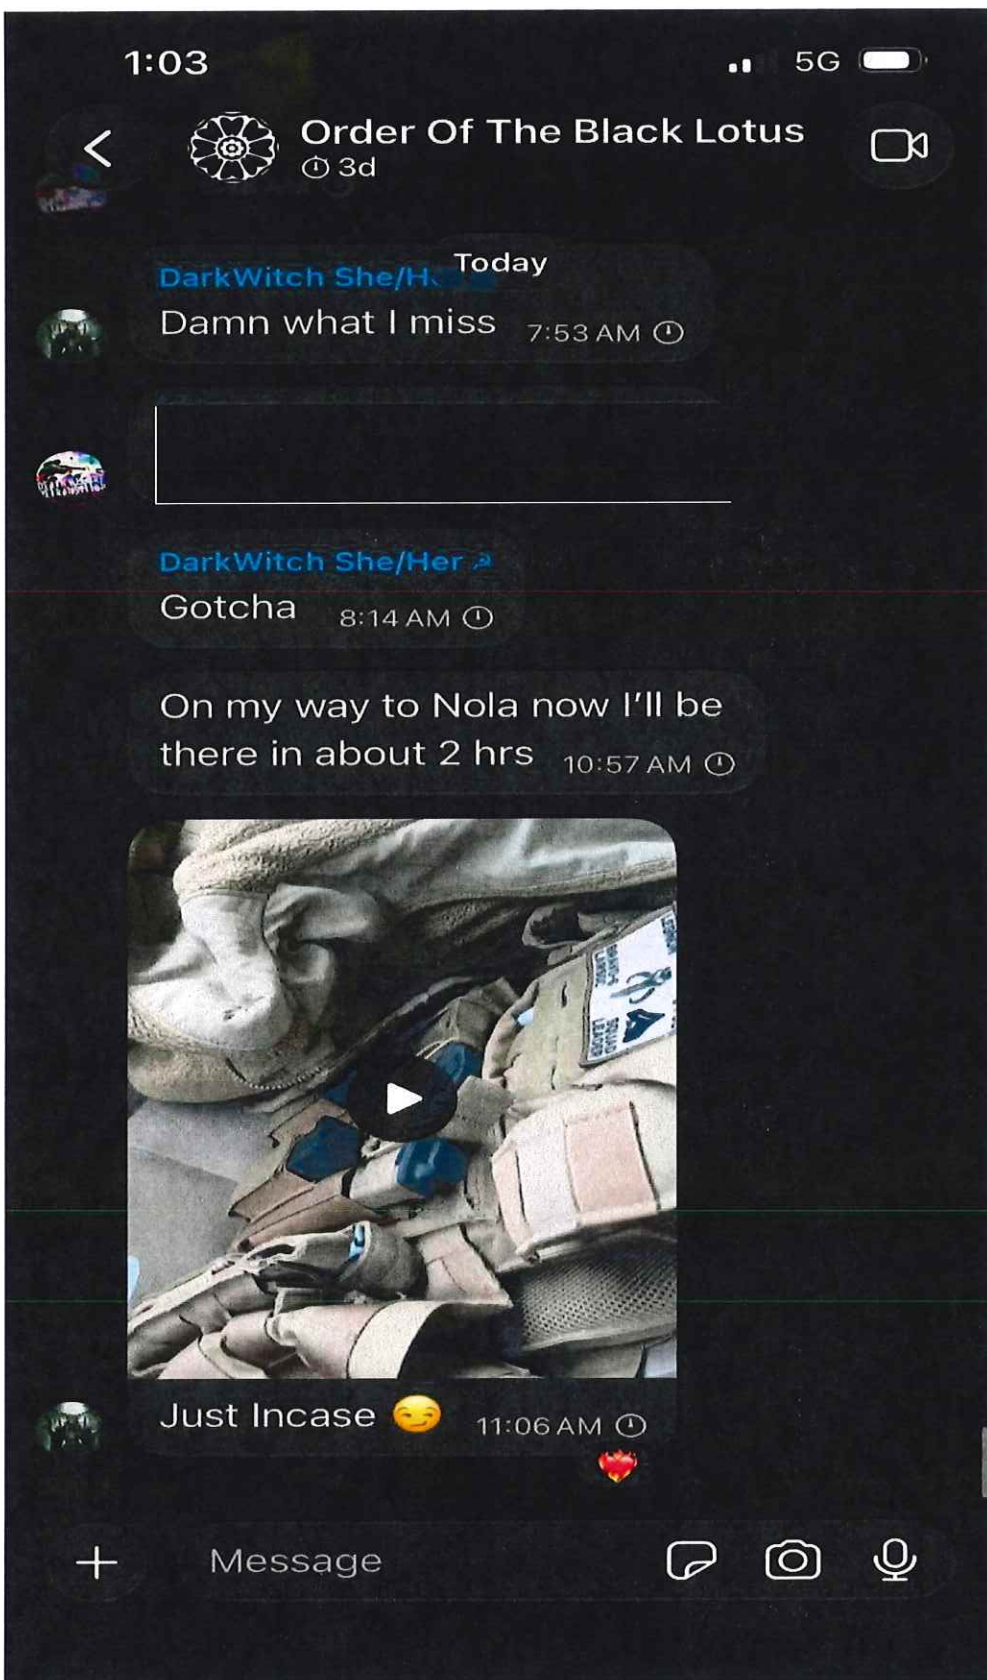 1:03
5G
Order Of The Black Lotus
3d
Today
DarkWitch She/H
Damn what I miss 7:53 AM
DarkWitch She/Her ☭
Gotcha 8:14 AM
On my way to Nola now I'll be
there in about 2 hrs 10:57 AM
SQUAD
LEADER
Just Incase 😏 11:06 AM
Message